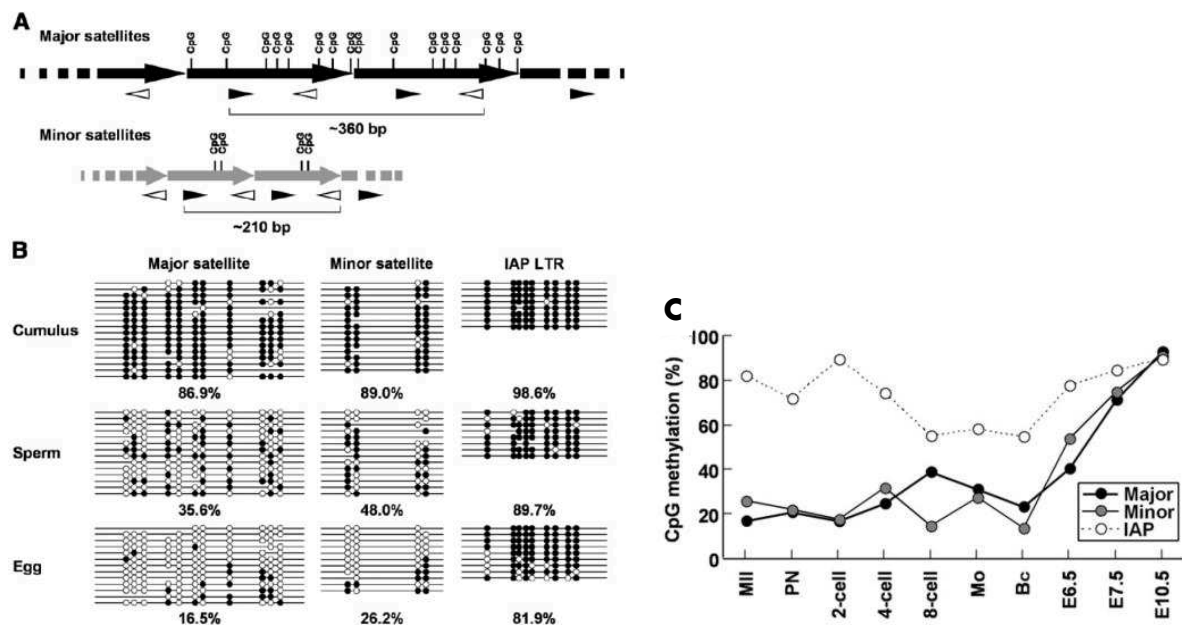 A
Major satellites
CpG CpG CpG CpG CpG CpG CpG CpG CpG CpG CpG CpG CpG CpG CpG CpG
~360 bp
Minor satellites
CpG CpG CpG CpG
~210 bp
B
Major satellite Minor satellite IAP LTR
Cumulus
86.9% 89.0% 98.6%
Sperm
35.6% 48.0% 89.7%
Egg
16.5% 26.2% 81.9%
C
CpG methylation (%)
100
80
60
40
20
0
Major
Minor
IAP
MII PN 2-cell 4-cell 8-cell Mo Bc E6.5 E7.5 E10.5